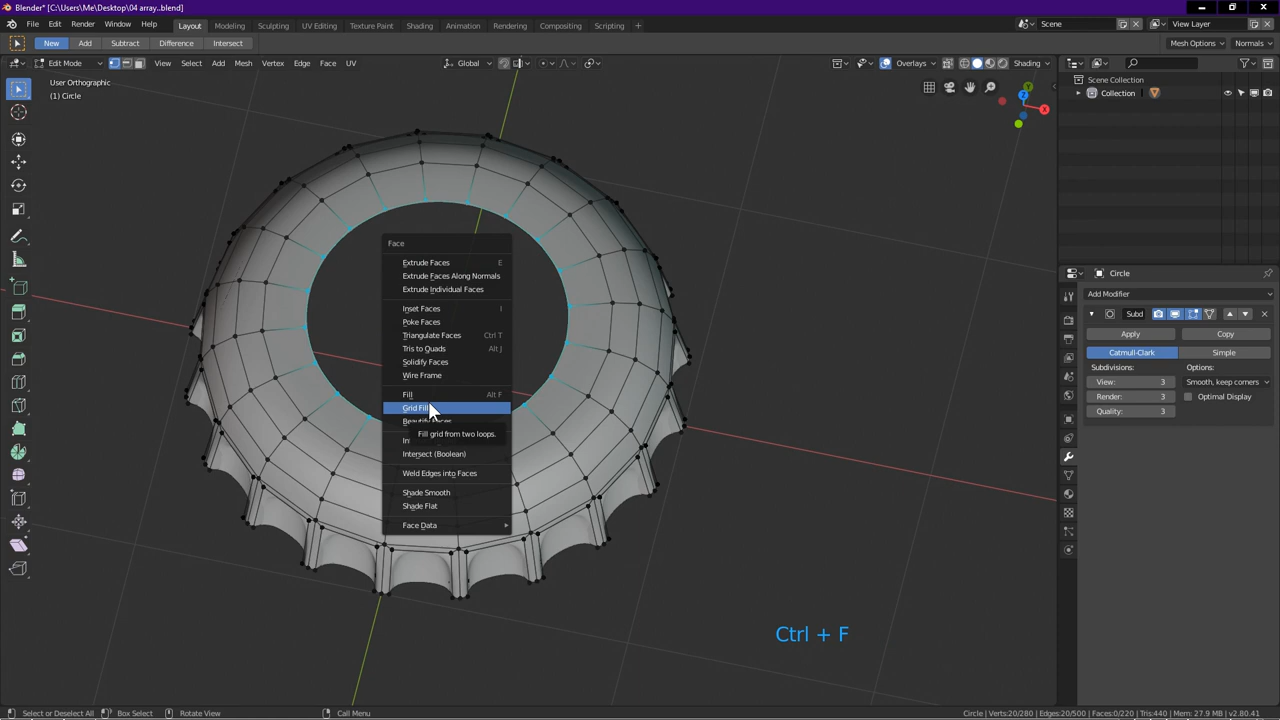 Blender* [C:\Users\Me\Desktop\04 array..blend]
File Edit Render Window Help Layout Modeling Sculpting UV Editing Texture Paint Shading Animation Rendering Compositing Scripting + Scene View Layer
New Add Subtract Difference Intersect Mesh Options Normals
Edit Mode View Select Add Mesh Vertex Edge Face UV Global Overlays Shading
User Orthographic
(1) Circle
Scene Collection
Collection
Z
X
Y
Face
Extrude Faces E
Extrude Faces Along Normals
Extrude Individual Faces
Inset Faces I
Poke Faces
Triangulate Faces Ctrl T
Tris to Quads Alt J
Solidify Faces
Wire Frame
Fill Alt F
Grid Fill
Beautify Faces
Fill grid from two loops.
Intersect (Boolean)
Weld Edges into Faces
Shade Smooth
Shade Flat
Face Data
Circle
Add Modifier
Subd
Apply Copy
Catmull-Clark Simple
Subdivisions: Options:
View: 3 Smooth, keep corners
Render: 3 Optimal Display
Quality: 3
Ctrl + F
Select or Deselect All Box Select Rotate View Call Menu Circle | Verts:20/280 | Edges:20/500 | Faces:0/220 | Tris:440 | Mem: 27.9 MB | v2.80.41